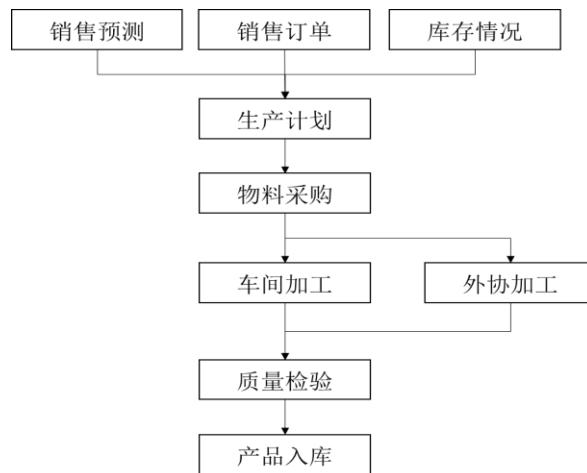 销售预测
销售订单
库存情况
生产计划
物料采购
车间加工
外协加工
质量检验
产品入库